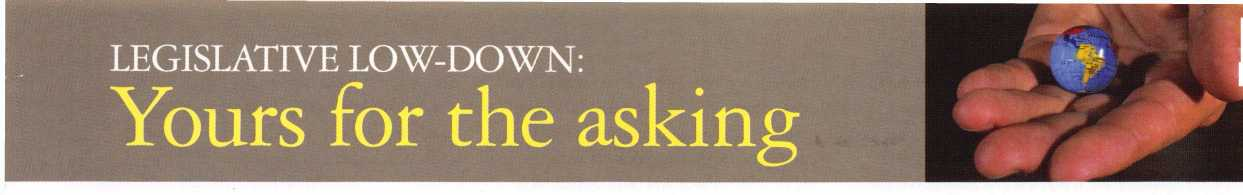 LEGISLATIVE LOW-DOWN:
Yours for the asking